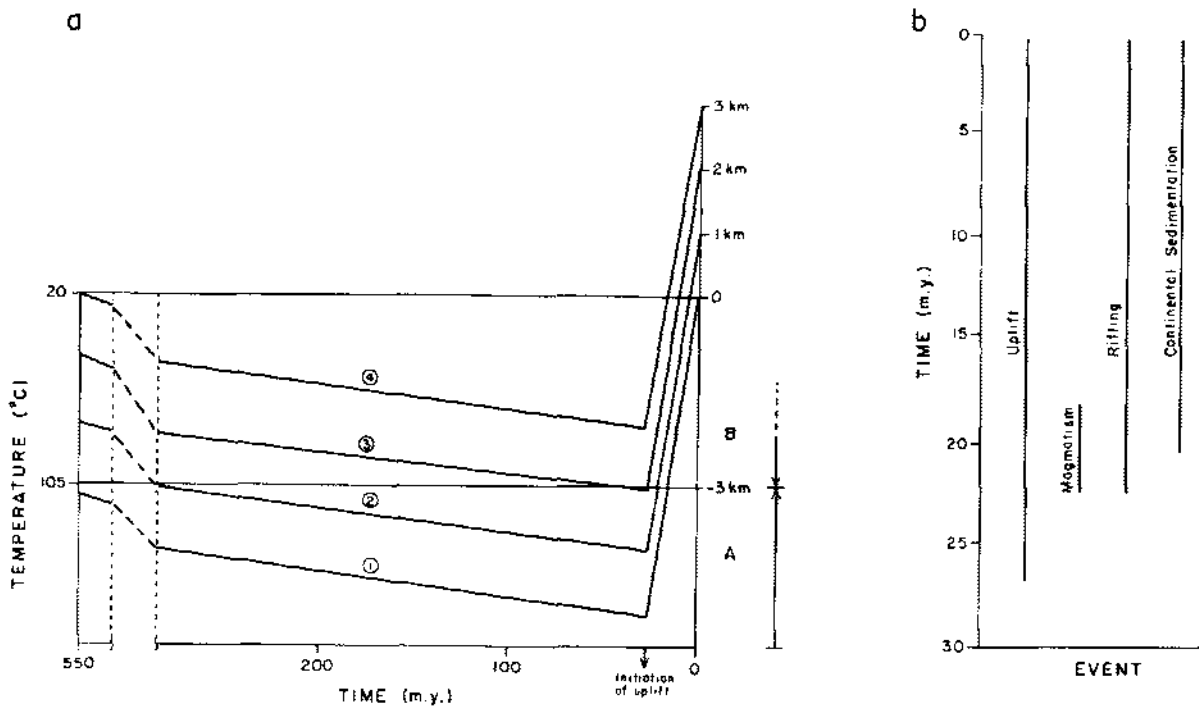 a
3 km
2 km
1 km
20
0
④
③
B
105
-3 km
②
A
①
TEMPERATURE (°C)
550
200
100
0
TIME (m.y.)
initiation
of uplift
b
0
5
10
15
20
25
30
TIME (m.y.)
Uplift
Magmatism
Rifting
Continental Sedimentation
EVENT